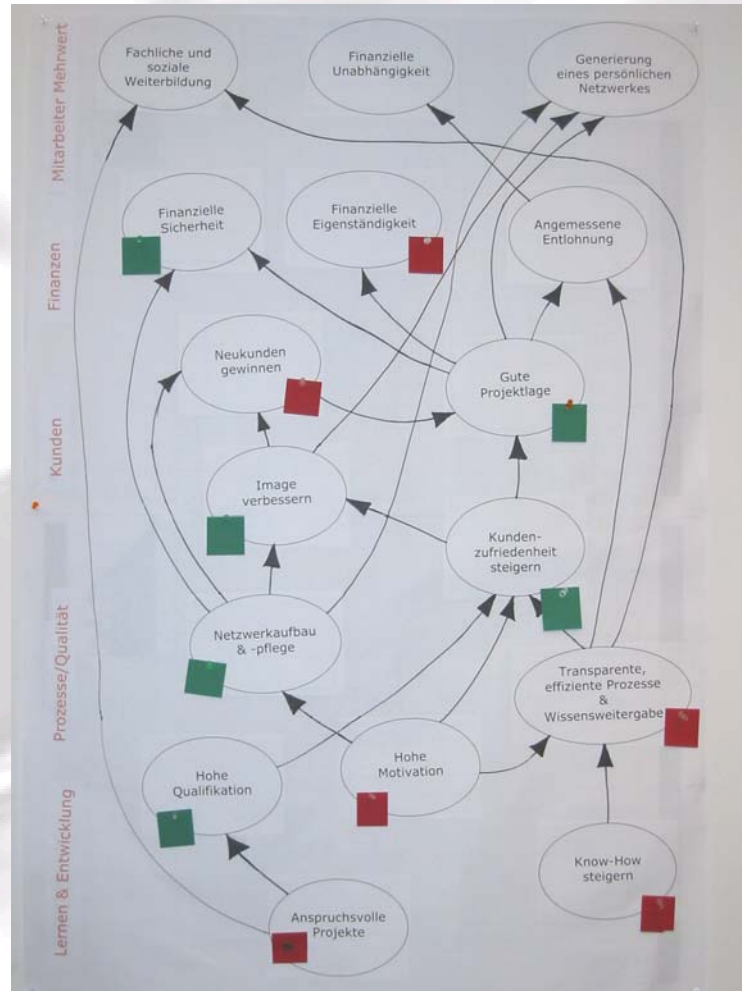 Mitarbeiter Mehrwert
Fachliche und
soziale
Weiterbildung
Finanzielle
Unabhängigkeit
Generierung
eines persönlichen
Netzwerkes
Finanzen
Finanzielle
Sicherheit
Finanzielle
Eigenständigkeit
Angemessene
Entlohnung
Kunden
Neukunden
gewinnen
Gute
Projektlage
Image
verbessern
Kunden-
zufriedenheit
steigern
Prozesse/Qualität
Netzwerkaufbau
& -pflege
Transparente,
effiziente Prozesse
&
Wissensweitergabe
Lernen & Entwicklung
Hohe
Qualifikation
Hohe
Motivation
Know-How
steigern
Anspruchsvolle
Projekte